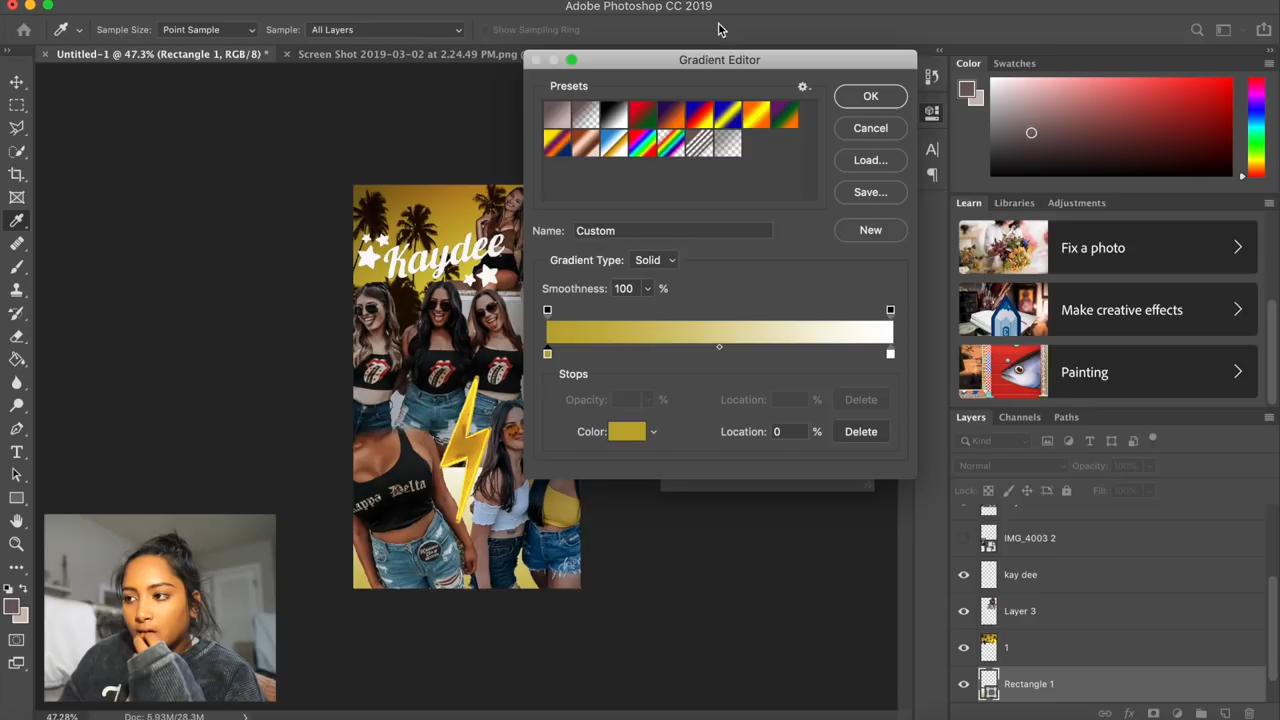 Adobe Photoshop CC 2019
Sample Size: Point Sample Sample: All Layers Show Sampling Ring
Untitled-1 @ 47.3% (Rectangle 1, RGB/8) * Screen Shot 2019-03-02 at 2.24.49 PM.png
Gradient Editor
Presets
OK
Cancel
Load...
Save...
Name: Custom
New
Gradient Type: Solid
Smoothness: 100 %
Stops
Opacity: % Location: % Delete
Color: Location: 0 % Delete
Kaydee
Kappa Delta
Color Swatches
Learn Libraries Adjustments
Fix a photo
Make creative effects
Painting
Layers Channels Paths
Kind
Normal Opacity: 100%
Lock: Fill: 100%
IMG_4003 2
kay dee
Layer 3
1
Rectangle 1
47.28% Doc: 5.93M/28.3M